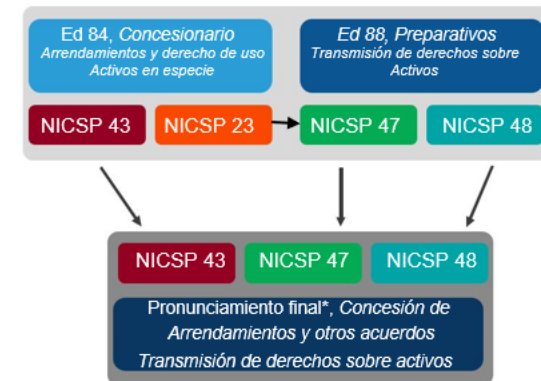 Ed 84, Concesionario
Arrendamientos y derecho de uso
Activos en especie
Ed 88, Preparativos
Transmisión de derechos sobre
Activos
NICSP 43
NICSP 23
NICSP 47
NICSP 48
NICSP 43
NICSP 47
NICSP 48
Pronunciamiento final*, Concesión de
Arrendamientos y otros acuerdos
Transmisión de derechos sobre activos